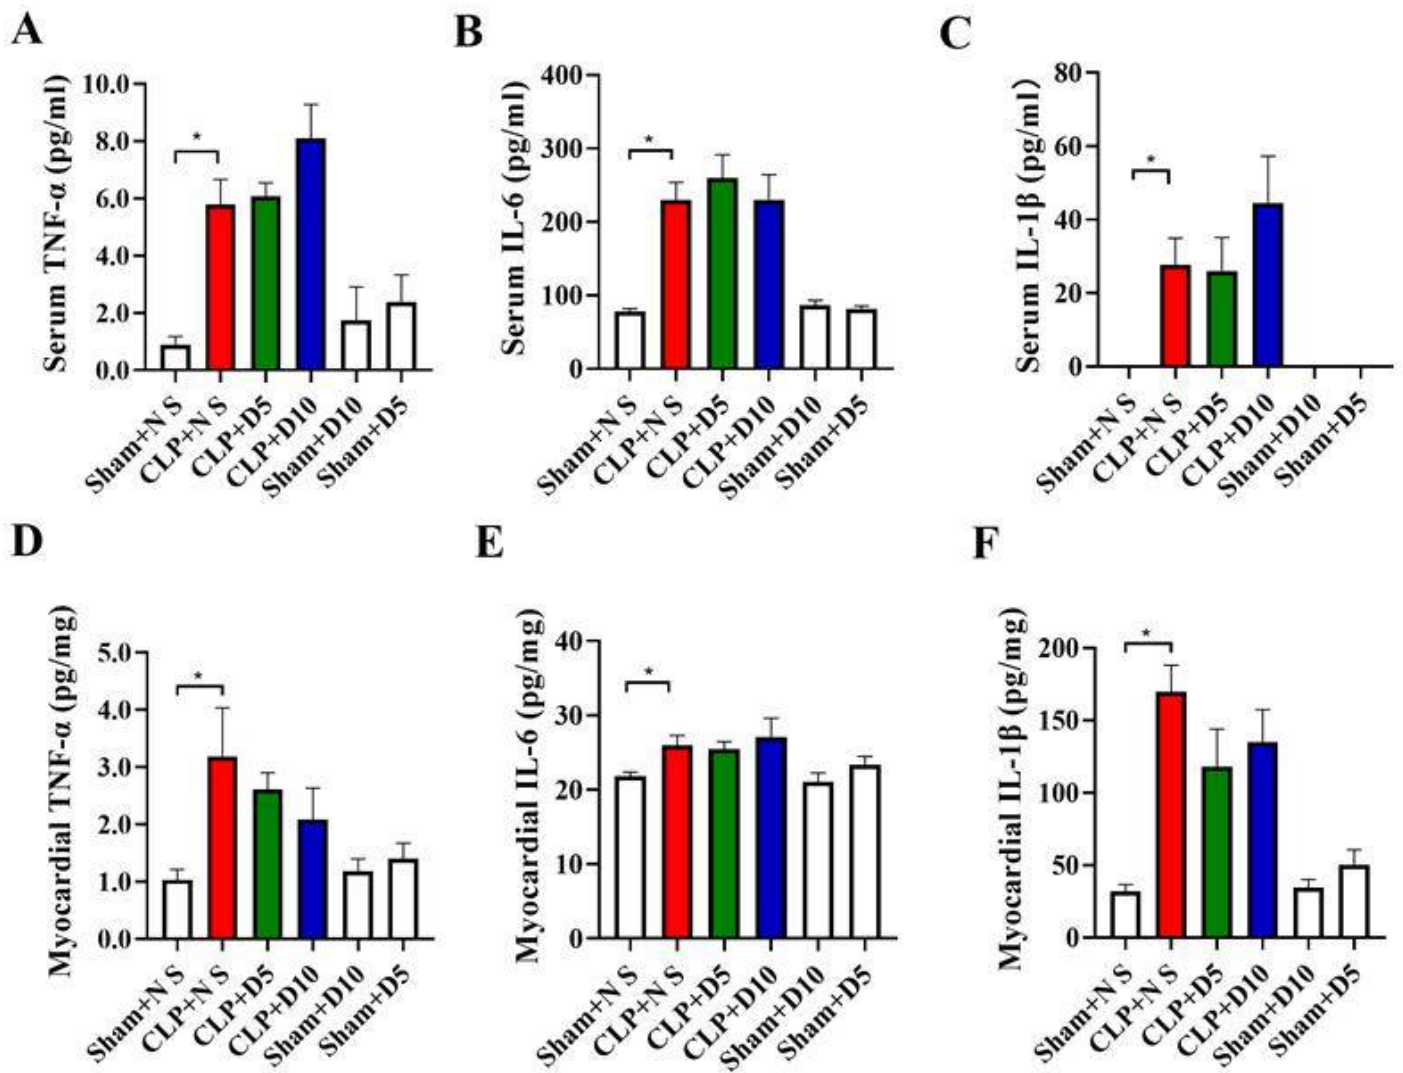 A
Serum TNF-α (pg/ml)
10.0
8.0
6.0
4.0
2.0
0.0
*
Sham+N S
CLP+N S
CLP+D5
CLP+D10
Sham+D10
Sham+D5
B
Serum IL-6 (pg/ml)
400
300
200
100
0
*
Sham+N S
CLP+N S
CLP+D5
CLP+D10
Sham+D10
Sham+D5
C
Serum IL-1β (pg/ml)
80
60
40
20
0
*
Sham+N S
CLP+N S
CLP+D5
CLP+D10
Sham+D10
Sham+D5
D
Myocardial TNF-α (pg/mg)
5.0
4.0
3.0
2.0
1.0
0.0
*
Sham+N S
CLP+N S
CLP+D5
CLP+D10
Sham+D10
Sham+D5
E
Myocardial IL-6 (pg/mg)
40
30
20
10
0
*
Sham+N S
CLP+N S
CLP+D5
CLP+D10
Sham+D10
Sham+D5
F
Myocardial IL-1β (pg/mg)
200
150
100
50
0
*
Sham+N S
CLP+N S
CLP+D5
CLP+D10
Sham+D10
Sham+D5